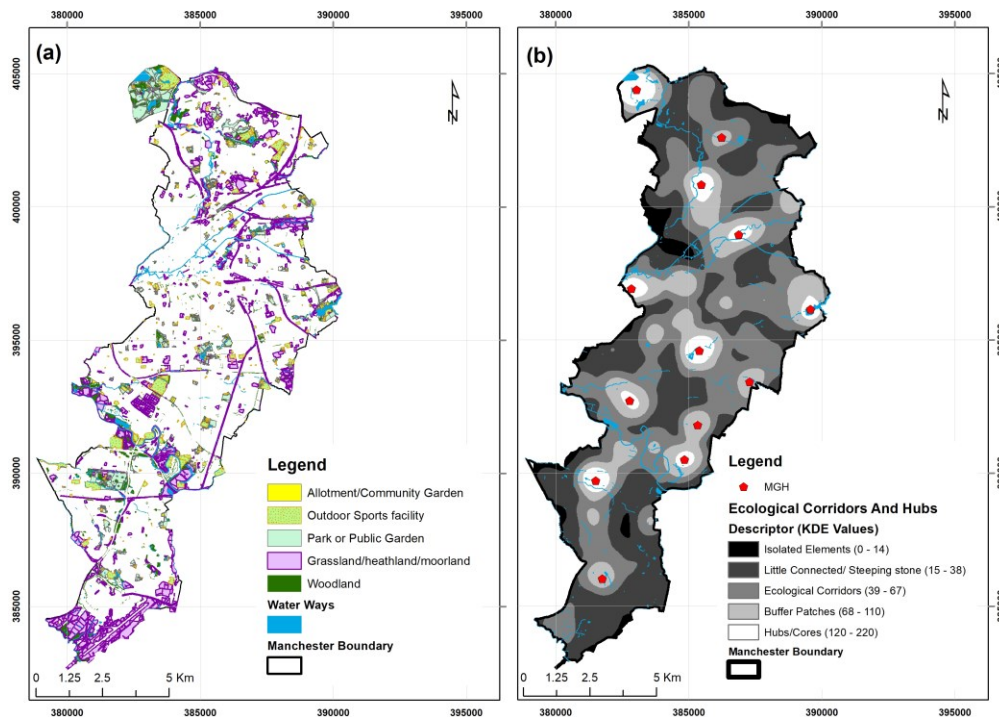 380000 385000 390000 395000
(a)
405000
400000
395000
390000
385000
Z
Legend
Allotment/Community Garden
Outdoor Sports facility
Park or Public Garden
Grassland/heathland/moorland
Woodland
Water Ways
Manchester Boundary
0 1.25 2.5 5 Km
380000 385000 390000 395000
380000 385000 390000 395000
(b)
Z
Legend
MGH
Ecological Corridors And Hubs
Descriptor (KDE Values)
Isolated Elements (0 - 14)
Little Connected/ Steeping stone (15 - 38)
Ecological Corridors (39 - 67)
Buffer Patches (68 - 110)
Hubs/Cores (120 - 220)
Manchester Boundary
0 1.25 2.5 5 Km
380000 385000 390000 395000